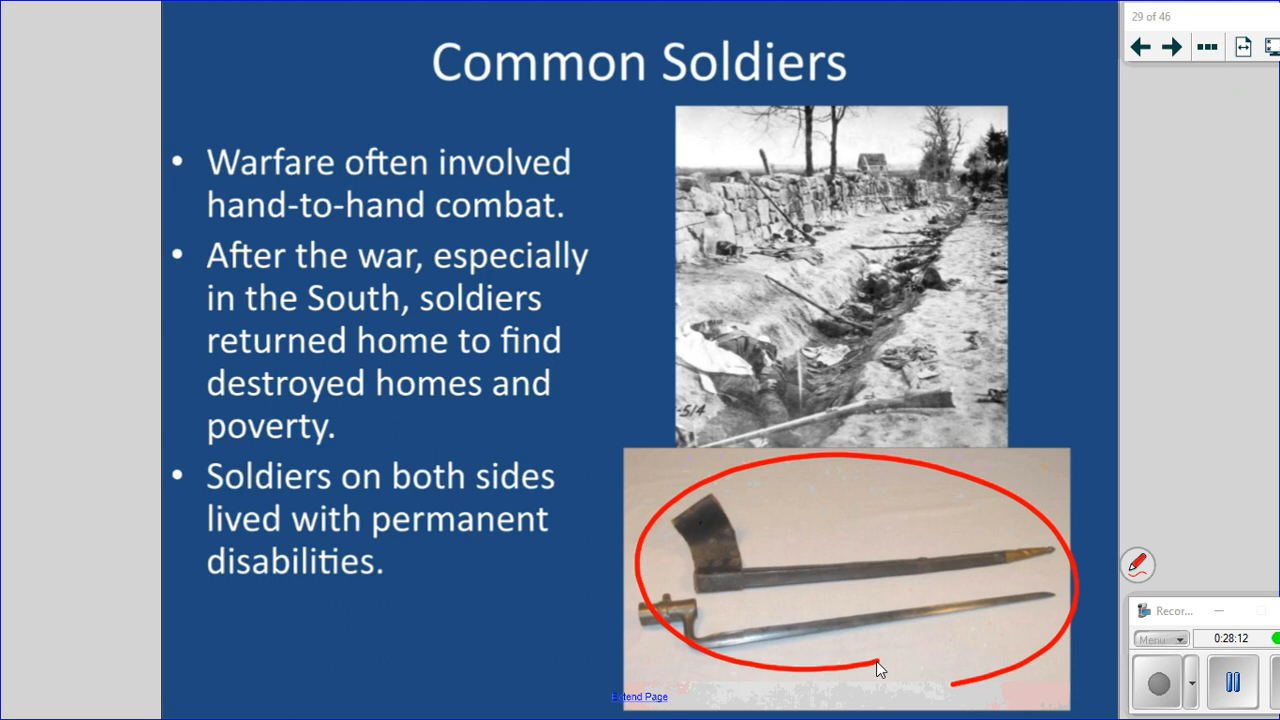 Common Soldiers
29 of 46
• Warfare often involved
hand-to-hand combat.
• After the war, especially
in the South, soldiers
returned home to find
destroyed homes and
poverty.
• Soldiers on both sides
lived with permanent
disabilities.
-514
Extend Page
Recor...
Menu
0:28:12